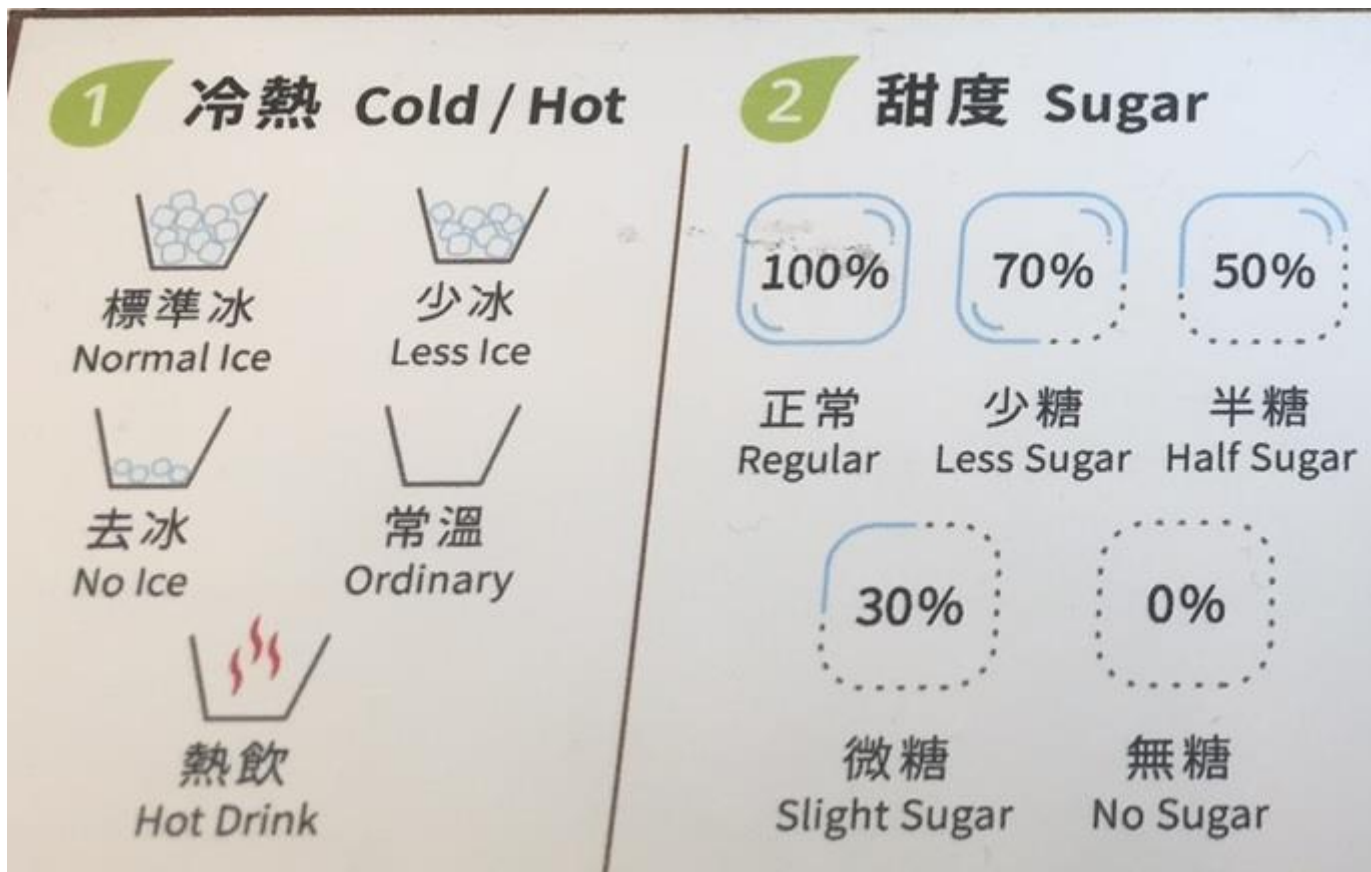 1 冷熱 Cold / Hot
標準冰
Normal Ice
少冰
Less Ice
去冰
No Ice
常溫
Ordinary
熱飲
Hot Drink
2 甜度 Sugar
100%
正常
Regular
70%
少糖
Less Sugar
50%
半糖
Half Sugar
30%
微糖
Slight Sugar
0%
無糖
No Sugar